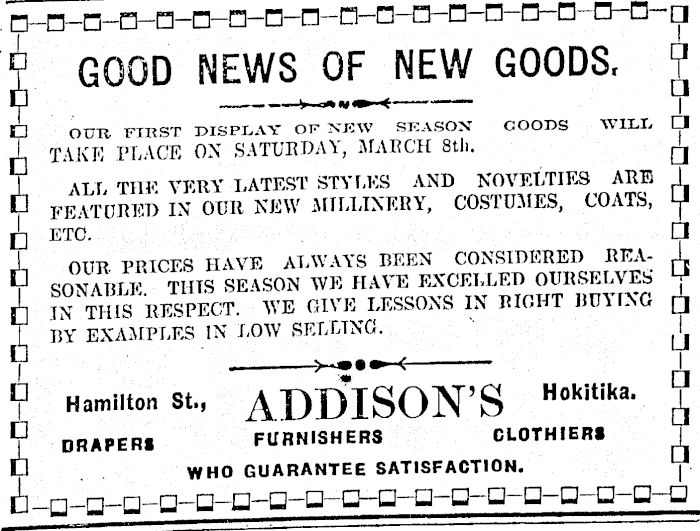 GOOD NEWS OF NEW GOODS.
OUR FIRST DISPLAY OF NEW SEASON GOODS WILL
TAKE PLACE ON SATURDAY, MARCH 8th.
ALL THE VERY LATEST STYLES AND NOVELTIES ARE
FEATURED IN OUR NEW MILLINERY, COSTUMES, COATS,
ETC.
OUR PRICES HAVE ALWAYS BEEN CONSIDERED REA-
SONABLE. THIS SEASON WE HAVE EXCELLED OURSELVES
IN THIS RESPECT. WE GIVE LESSONS IN RIGHT BUYING
BY EXAMPLES IN LOW SELLING.
Hamilton St., ADDISON'S Hokitika.
DRAPERS FURNISHERS CLOTHIERS
WHO GUARANTEE SATISFACTION.